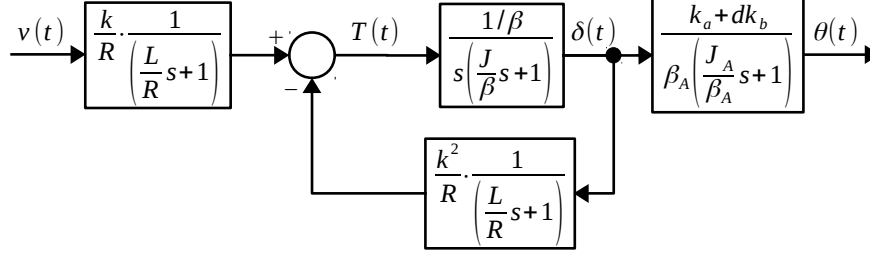 v(t)
k/R · 1/(L/R s+1)
+
−
T(t)
1/β / s(J/β s+1)
δ(t)
k_a+dk_b / β_A(J_A/β_A s+1)
θ(t)
k²/R · 1/(L/R s+1)